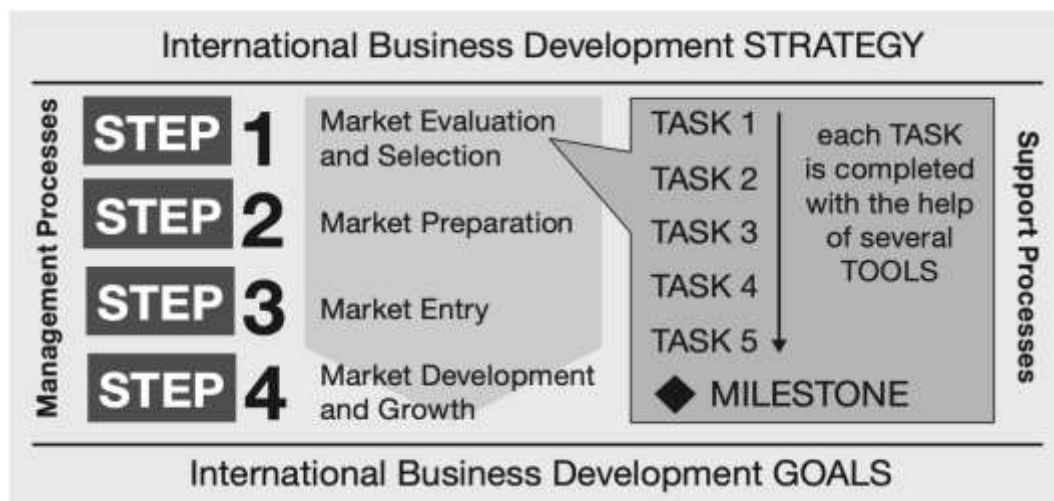 International Business Development STRATEGY
Management Processes
STEP 1
Market Evaluation
and Selection
STEP 2
Market Preparation
STEP 3
Market Entry
STEP 4
Market Development
and Growth
TASK 1
TASK 2
TASK 3
TASK 4
TASK 5
MILESTONE
each TASK
is completed
with the help
of several
TOOLS
Support Processes
International Business Development GOALS